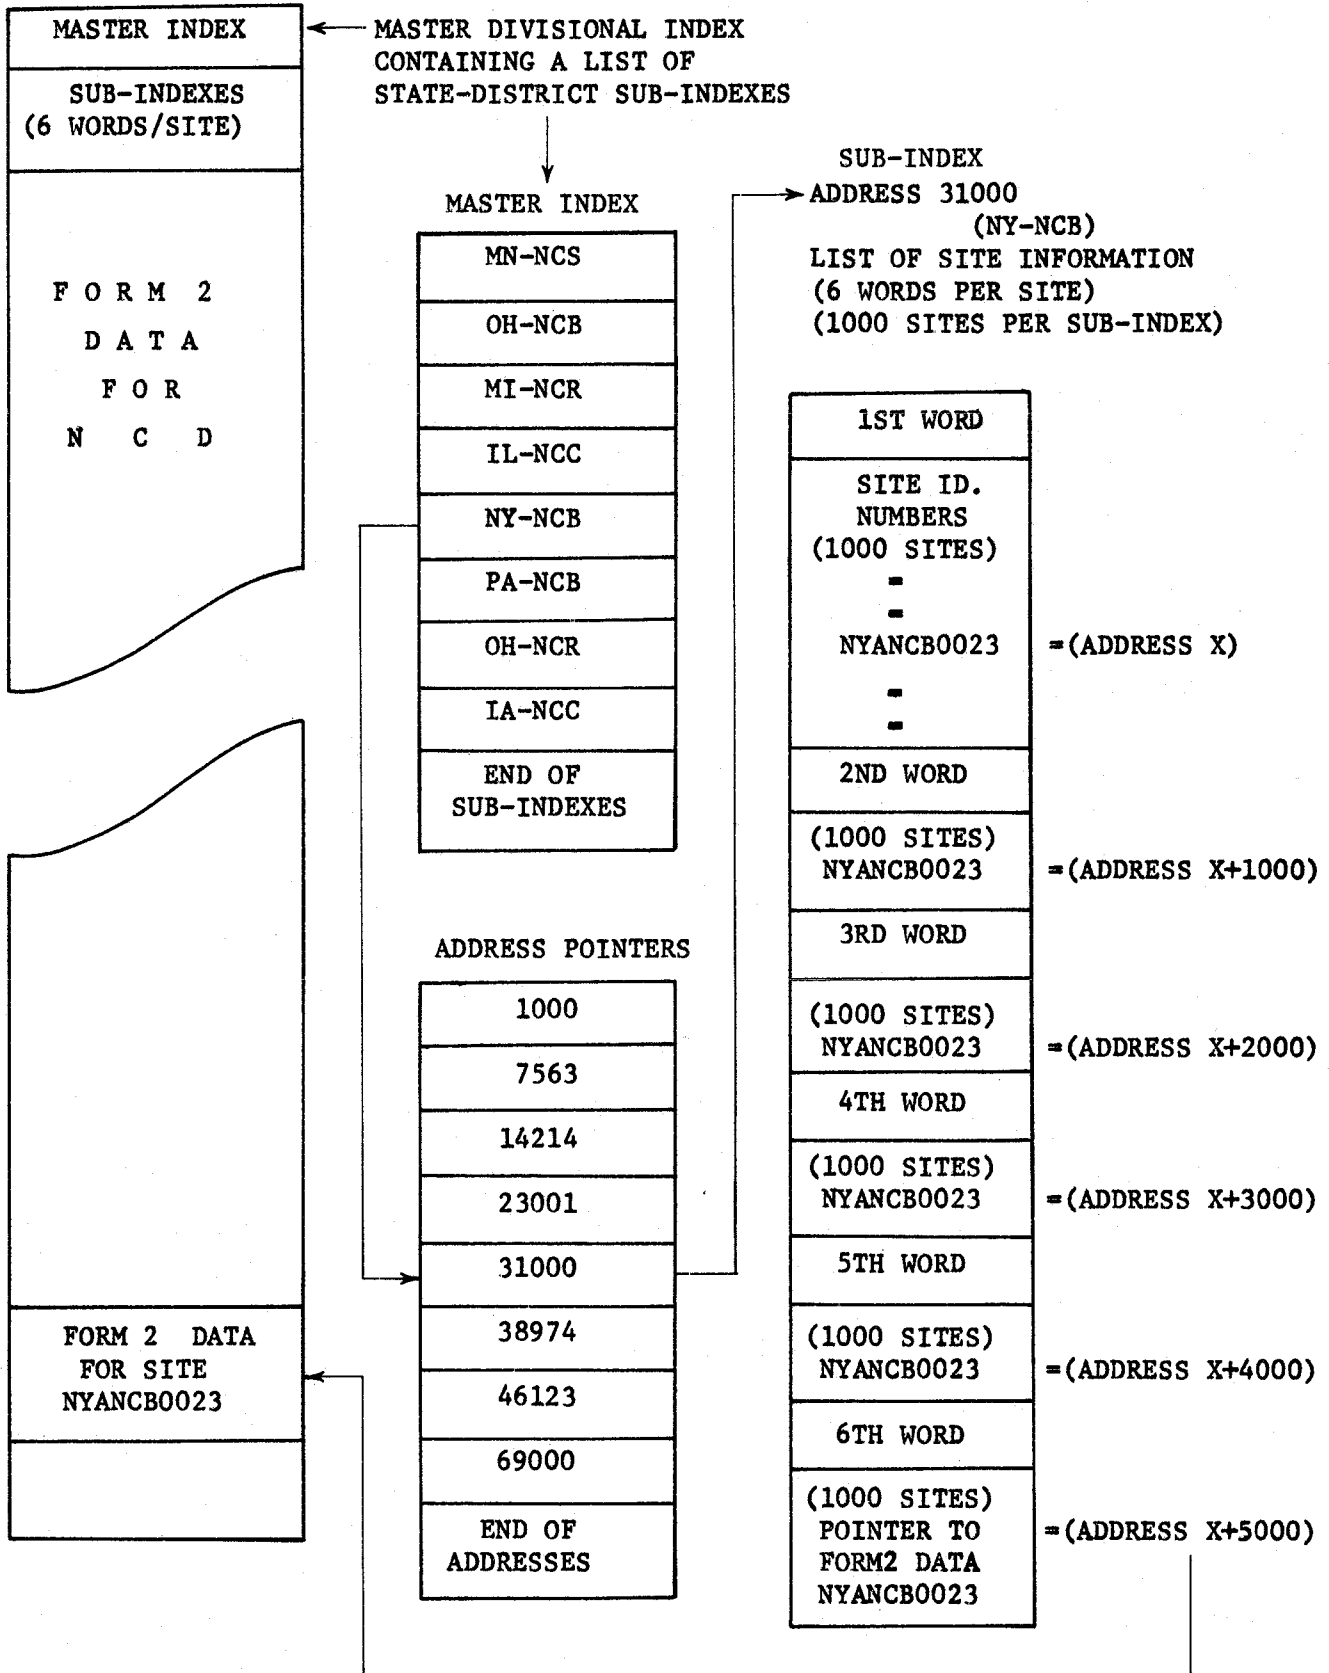 MASTER INDEX
SUB-INDEXES
(6 WORDS/SITE)
FORM 2
DATA
FOR
NCD
FORM 2 DATA
FOR SITE
NYANCB0023
MASTER DIVISIONAL INDEX
CONTAINING A LIST OF
STATE-DISTRICT SUB-INDEXES
MASTER INDEX
MN-NCS
OH-NCB
MI-NCR
IL-NCC
NY-NCB
PA-NCB
OH-NCR
IA-NCC
END OF
SUB-INDEXES
ADDRESS POINTERS
1000
7563
14214
23001
31000
38974
46123
69000
END OF
ADDRESSES
SUB-INDEX
ADDRESS 31000
(NY-NCB)
LIST OF SITE INFORMATION
(6 WORDS PER SITE)
(1000 SITES PER SUB-INDEX)
1ST WORD
SITE ID.
NUMBERS
(1000 SITES)
=
=
NYANCB0023 =(ADDRESS X)
=
=
2ND WORD
(1000 SITES)
NYANCB0023 =(ADDRESS X+1000)
3RD WORD
(1000 SITES)
NYANCB0023 =(ADDRESS X+2000)
4TH WORD
(1000 SITES)
NYANCB0023 =(ADDRESS X+3000)
5TH WORD
(1000 SITES)
NYANCB0023 =(ADDRESS X+4000)
6TH WORD
(1000 SITES)
POINTER TO =(ADDRESS X+5000)
FORM2 DATA
NYANCB0023